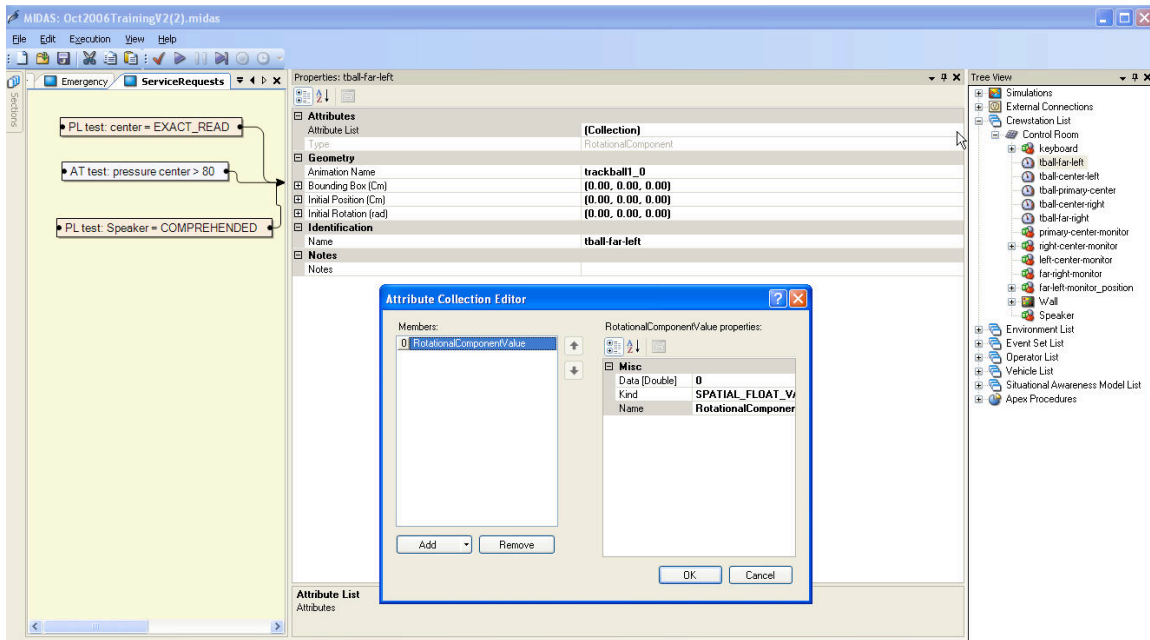 MIDAS: Oct2006TrainingV2(2).midas
File Edit Execution View Help
Sections
Emergency ServiceRequests
PL test: center = EXACT_READ
AT test: pressure center > 80
PL test: Speaker = COMPREHENDED
Properties: tball-far-left
Attributes
Attribute List (Collection)
Type RotationalComponent
Geometry
Animation Name trackball1_0
Bounding Box (Cm) (0.00, 0.00, 0.00)
Initial Position (Cm) (0.00, 0.00, 0.00)
Initial Rotation (rad) (0.00, 0.00, 0.00)
Identification
Name tball-far-left
Notes
Notes
Attribute Collection Editor
Members:
0 RotationalComponentValue
Add Remove
RotationalComponentValue properties:
Misc
Data (Double) 0
Kind SPATIAL_FLOAT_VA
Name RotationalComponer
OK Cancel
Attribute List
Attributes
Tree View
Simulations
External Connections
Crewstation List
Control Room
keyboard
tball-far-left
tball-center-left
tball-primary-center
tball-center-right
tball-far-right
primary-center-monitor
right-center-monitor
left-center-monitor
far-right-monitor
far-left-monitor_position
Wall
Speaker
Environment List
Event Set List
Operator List
Vehicle List
Situational Awareness Model List
Apex Procedures